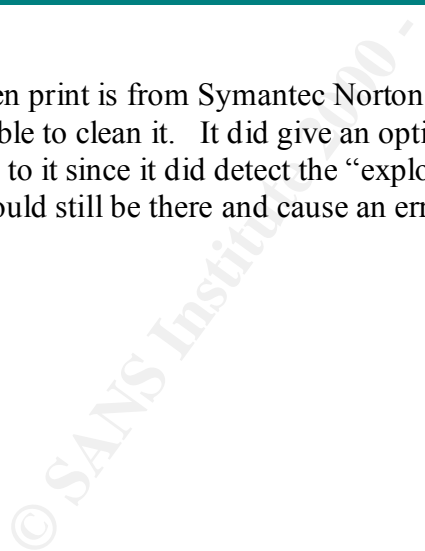 en print is from Symantec Norton
ble to clean it. It did give an opti
to it since it did detect the “explo
ould still be there and cause an err
© SANS Institute 2000 -